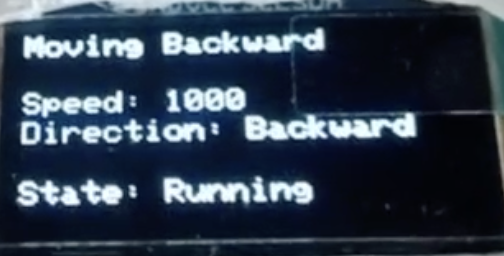 Moving Backward
Speed: 1000
Direction: Backward
State: Running